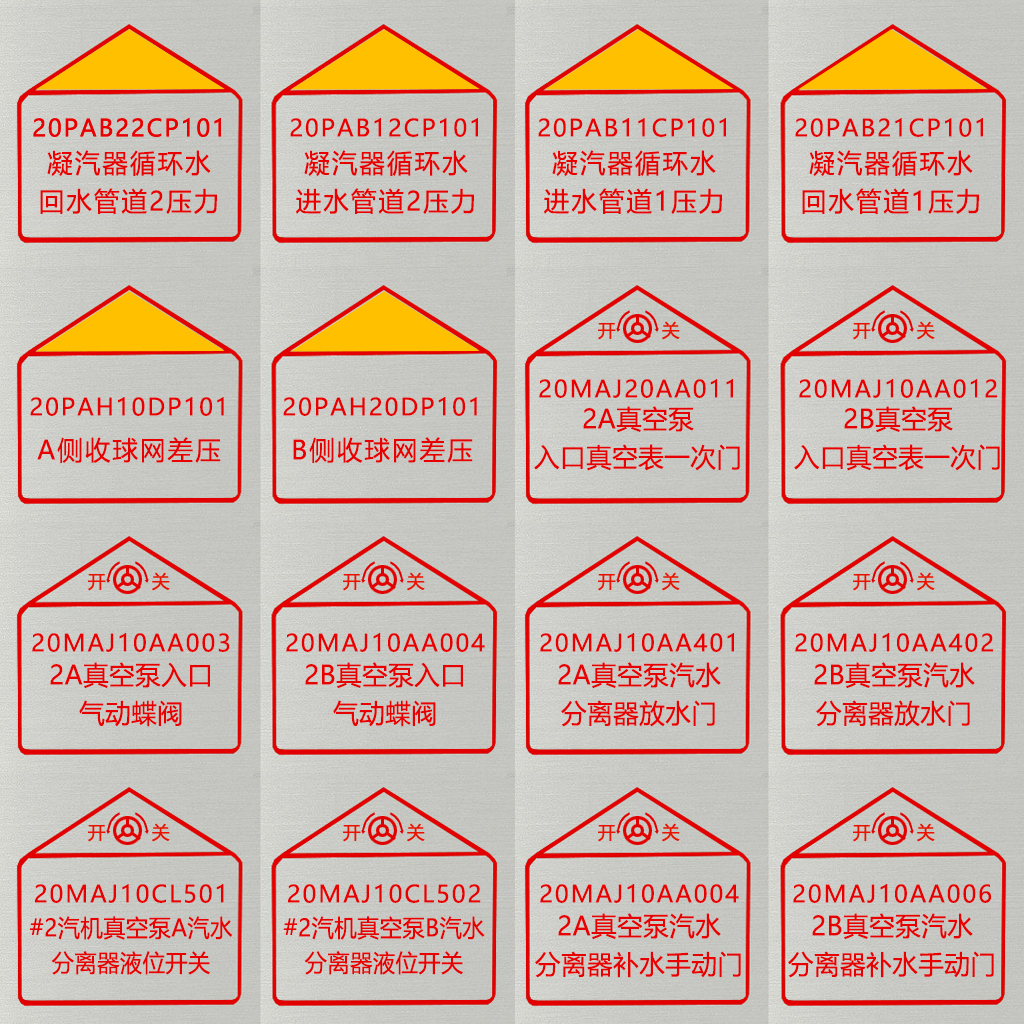 20PAB22CP101
凝汽器循环水
回水管道2压力
20PAB12CP101
凝汽器循环水
进水管道2压力
20PAB11CP101
凝汽器循环水
进水管道1压力
20PAB21CP101
凝汽器循环水
回水管道1压力
20PAH10DP101
A侧收球网差压
20PAH20DP101
B侧收球网差压
开 关
20MAJ20AA011
2A真空泵
入口真空表一次门
开 关
20MAJ10AA012
2B真空泵
入口真空表一次门
开 关
20MAJ10AA003
2A真空泵入口
气动蝶阀
开 关
20MAJ10AA004
2B真空泵入口
气动蝶阀
开 关
20MAJ10AA401
2A真空泵汽水
分离器放水门
开 关
20MAJ10AA402
2B真空泵汽水
分离器放水门
开 关
20MAJ10CL501
#2汽机真空泵A汽水
分离器液位开关
开 关
20MAJ10CL502
#2汽机真空泵B汽水
分离器液位开关
开 关
20MAJ10AA004
2A真空泵汽水
分离器补水手动门
开 关
20MAJ10AA006
2B真空泵汽水
分离器补水手动门